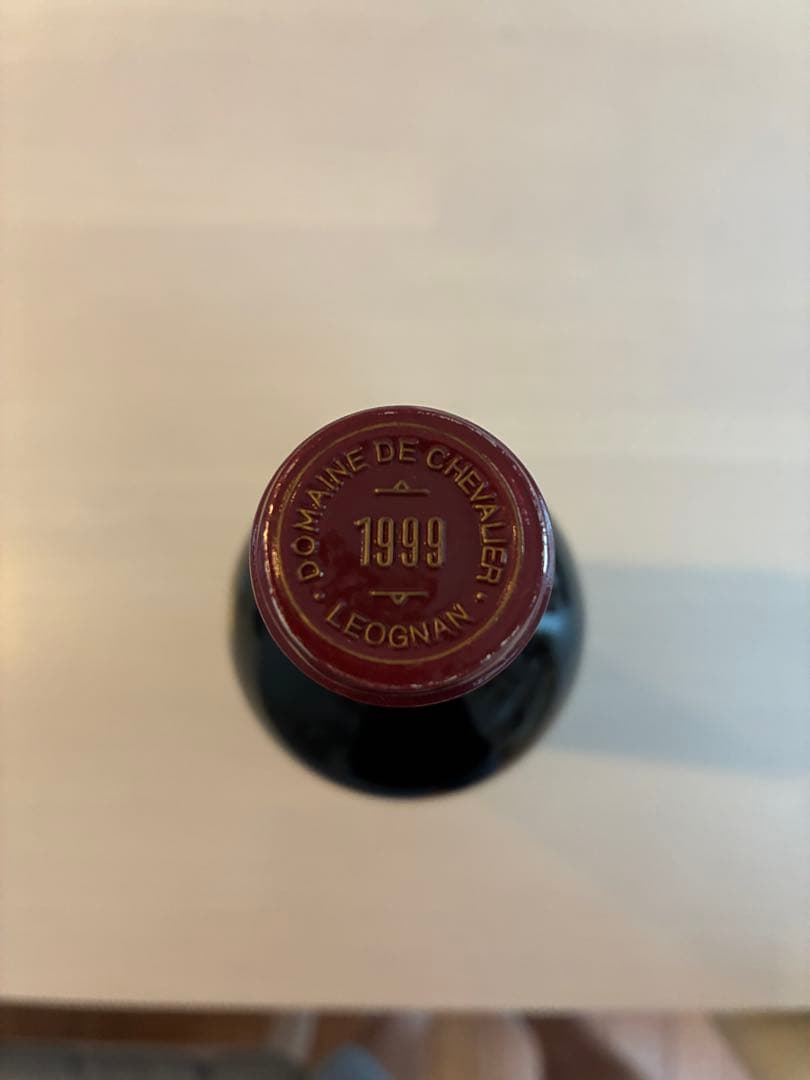 DOMAINE DE CHEVALIER
1999
LEOGNAN